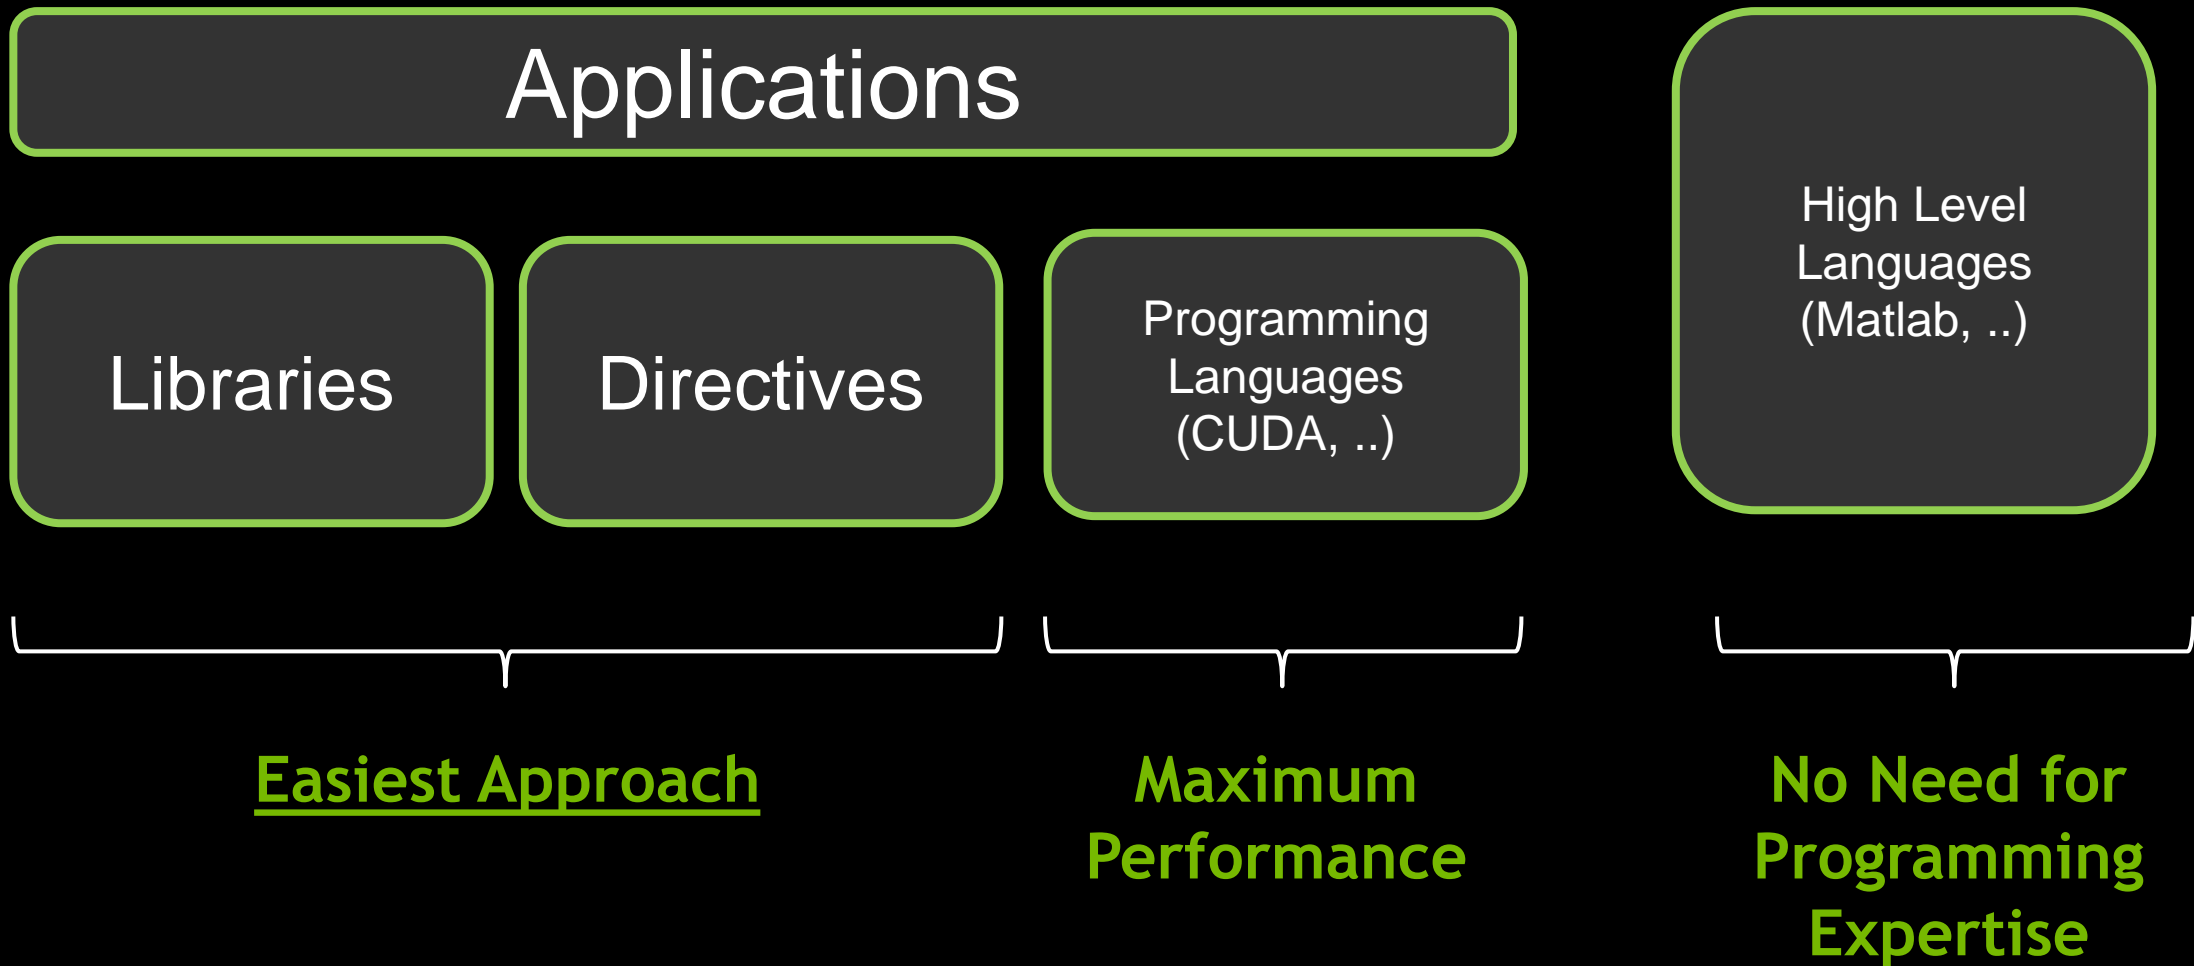 Applications
Libraries
Directives
Programming
Languages
(CUDA, ..)
High Level
Languages
(Matlab, ..)
Easiest Approach
Maximum
Performance
No Need for
Programming
Expertise